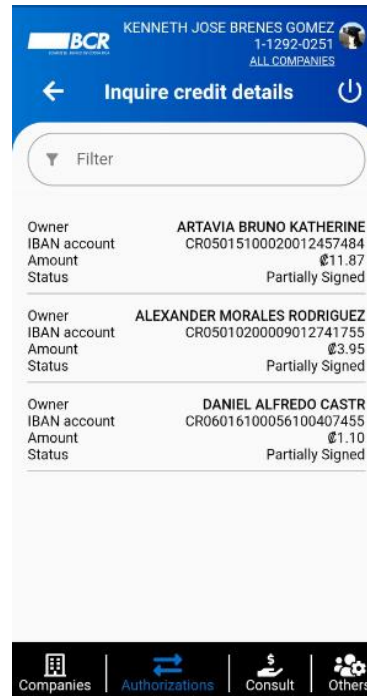 BCR
KENNETH JOSE BRENES GOMEZ
1-1292-0251
ALL COMPANIES
Inquire credit details
Filter
Owner ARTAVIA BRUNO KATHERINE
IBAN account CR05015100020012457484
Amount ₡11.87
Status Partially Signed
Owner ALEXANDER MORALES RODRIGUEZ
IBAN account CR05010200009012741755
Amount ₡3.95
Status Partially Signed
Owner DANIEL ALFREDO CASTR
IBAN account CR06016100056100407455
Amount ₡1.10
Status Partially Signed
Companies Authorizations Consult Others